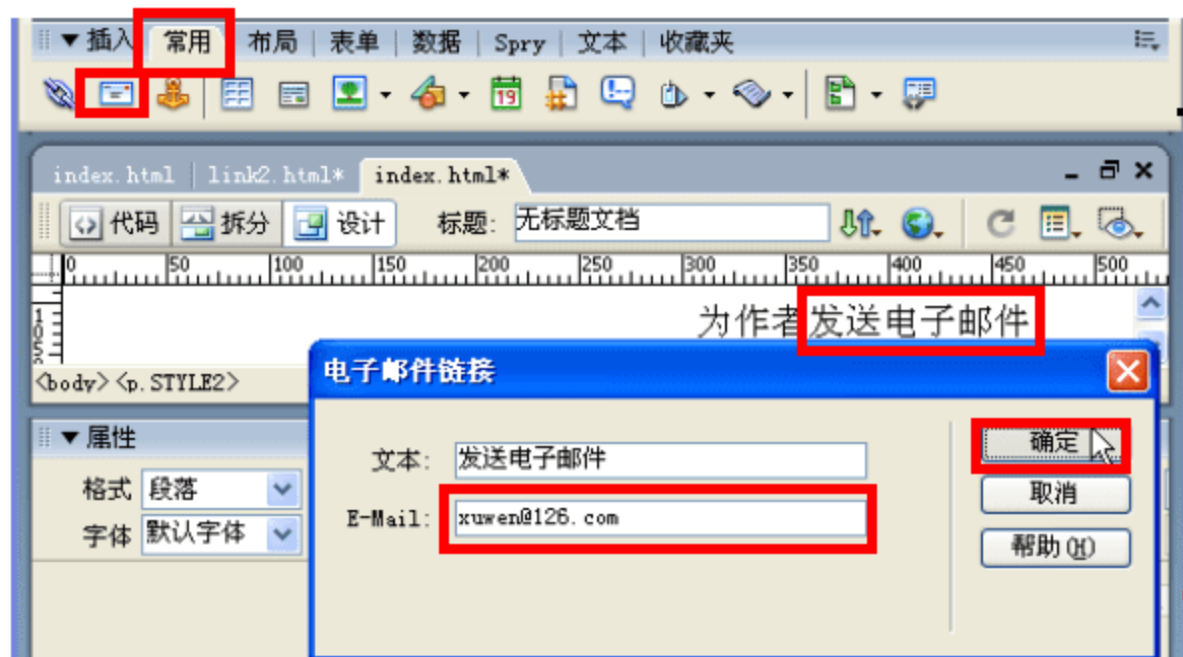 ▼插入 常用 布局 表单 数据 Spry 文本 收藏夹
19
index.html link2.html* index.html*
代码 拆分 设计 标题: 无标题文档
0 50 100 150 200 250 300 350 400 450 500
为作者发送电子邮件
<body> <p.STYLE2>
电子邮件链接
▼属性
文本: 发送电子邮件
确定
格式 段落
E-Mail: xuwen@126.com
取消
字体 默认字体
帮助(H)